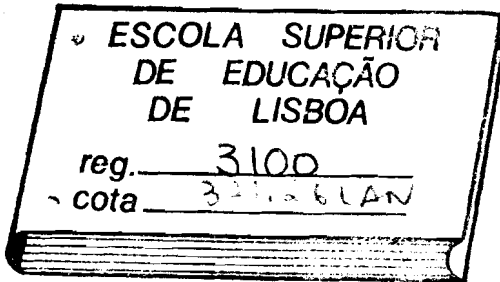 ESCOLA SUPERIOR
DE EDUCAÇÃO
DE LISBOA
reg. 3100
cota